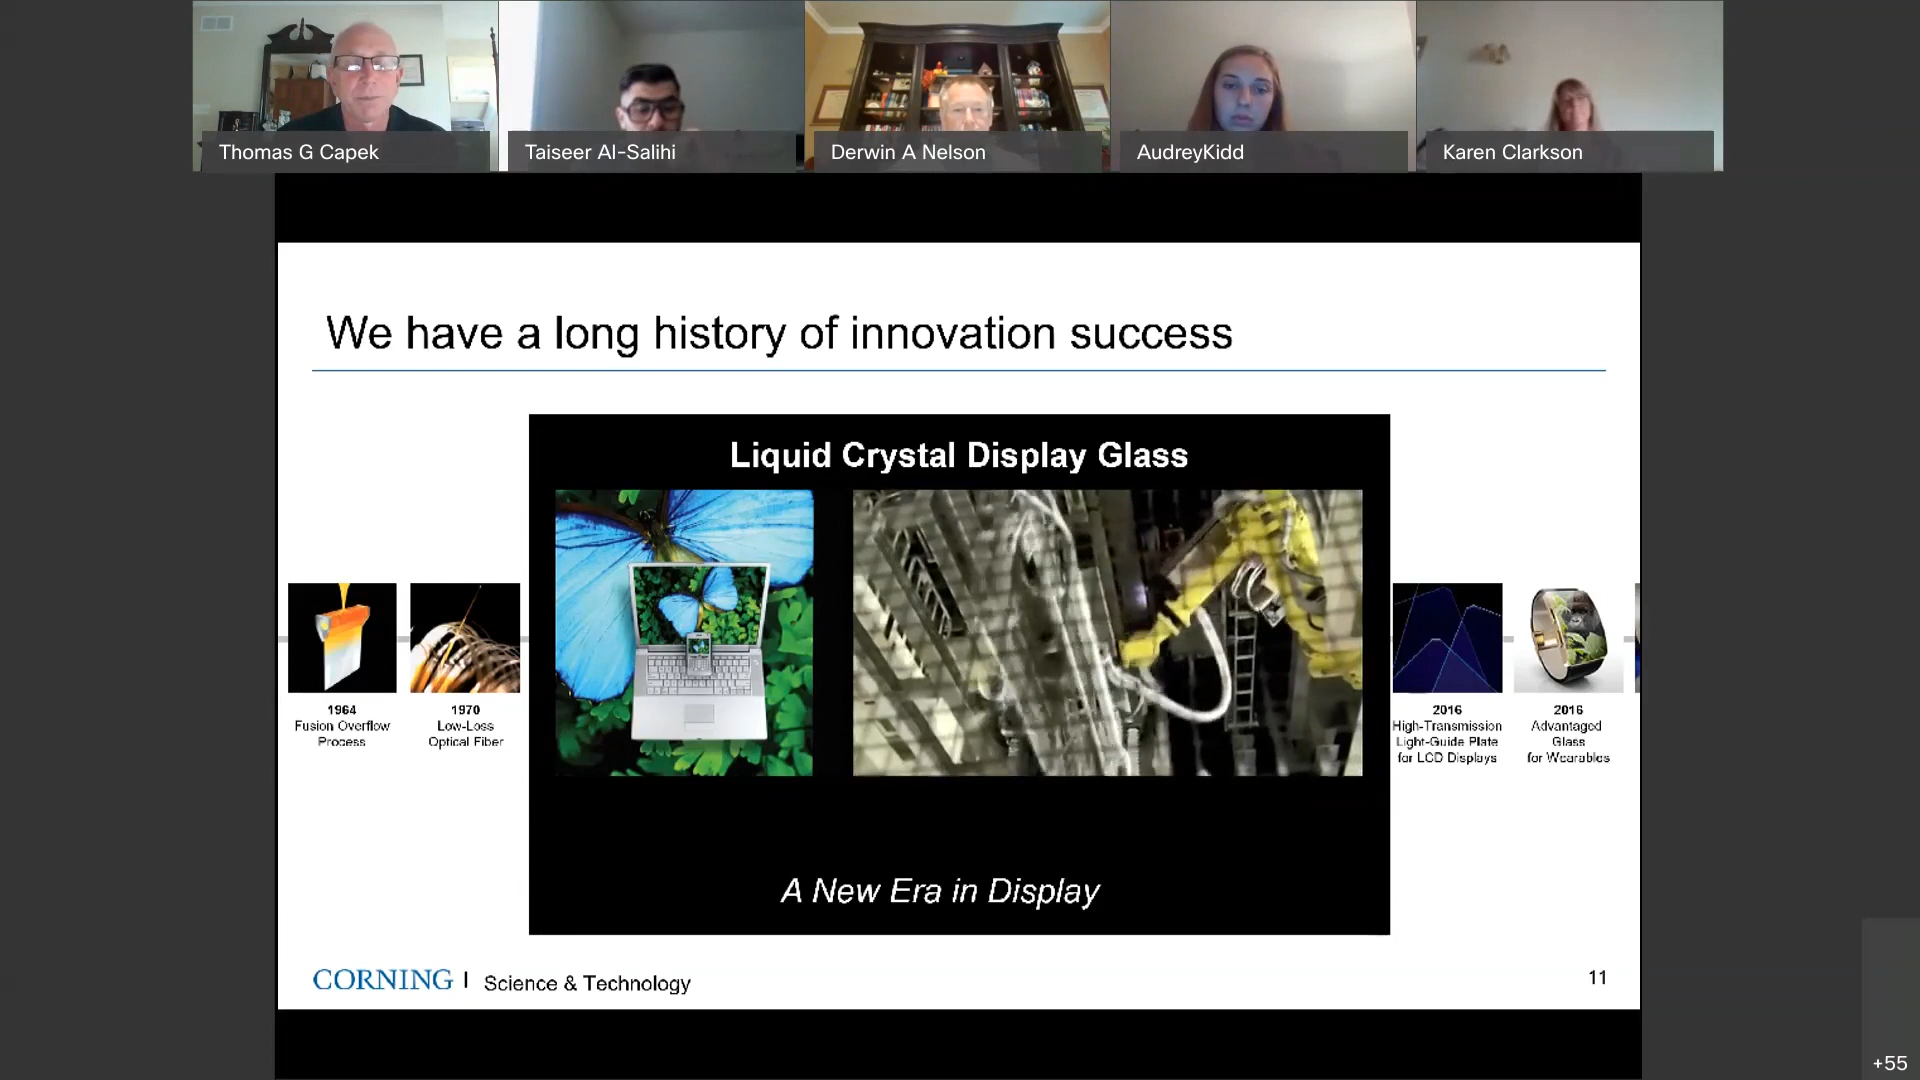 Thomas G Capek
Taiseer Al-Salihi
Derwin A Nelson
AudreyKidd
Karen Clarkson
We have a long history of innovation success
Liquid Crystal Display Glass
1964
Fusion Overflow
Process
1970
Low-Loss
Optical Fiber
2016
High-Transmission
Light-Guide Plate
for LCD Displays
2016
Advantaged
Glass
for Wearables
A New Era in Display
CORNING | Science & Technology
11
+55